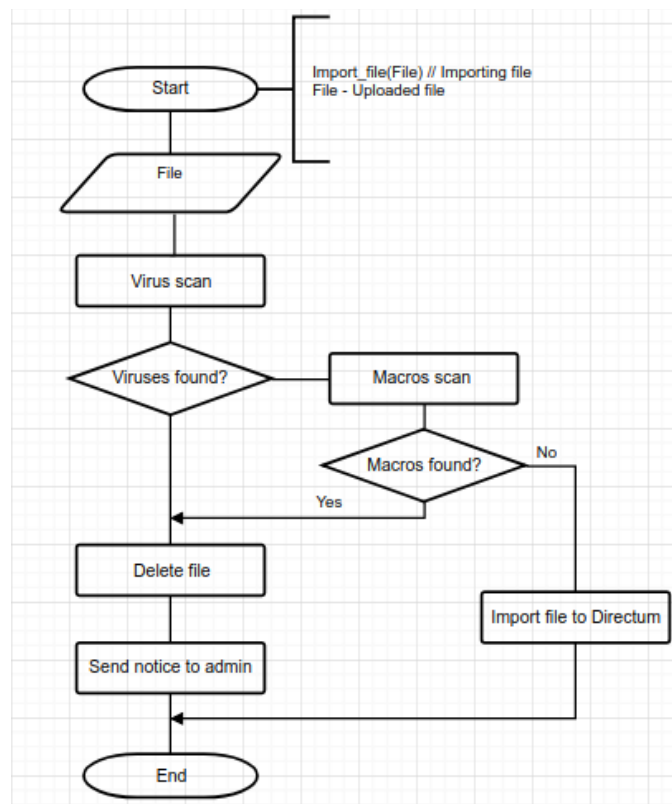 Import_file(File) // Importing file
File - Uploaded file
Start
File
Virus scan
Viruses found?
Macros scan
Macros found?
No
Yes
Delete file
Import file to Directum
Send notice to admin
End